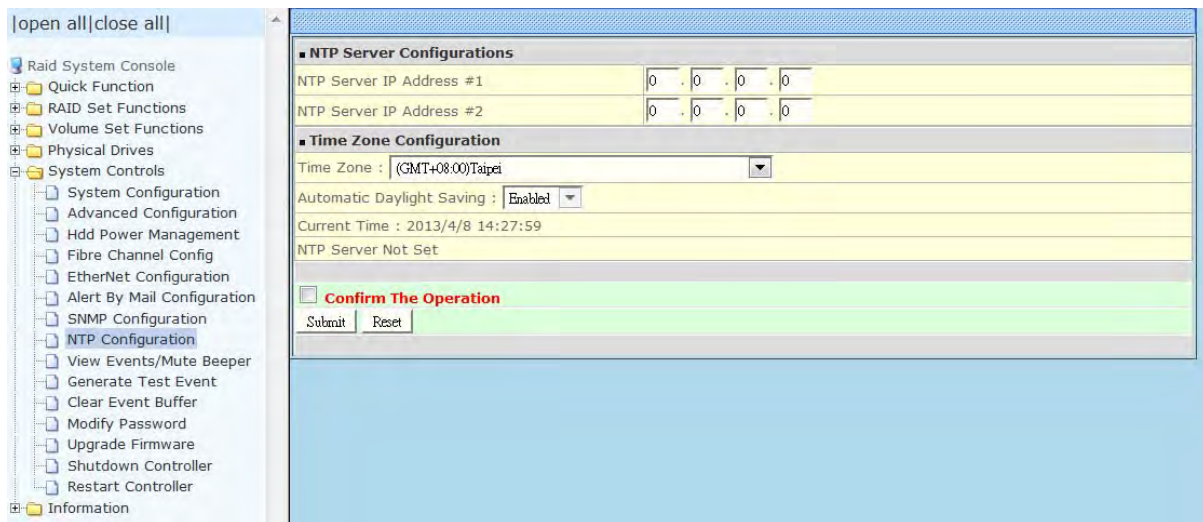 |open all|close all|
Raid System Console
Quick Function
RAID Set Functions
Volume Set Functions
Physical Drives
System Controls
System Configuration
Advanced Configuration
Hdd Power Management
Fibre Channel Config
EtherNet Configuration
Alert By Mail Configuration
SNMP Configuration
NTP Configuration
View Events/Mute Beeper
Generate Test Event
Clear Event Buffer
Modify Password
Upgrade Firmware
Shutdown Controller
Restart Controller
Information
NTP Server Configurations
NTP Server IP Address #1 0 . 0 . 0 . 0
NTP Server IP Address #2 0 . 0 . 0 . 0
Time Zone Configuration
Time Zone : (GMT+08:00)Taipei
Automatic Daylight Saving : Enabled
Current Time : 2013/4/8 14:27:59
NTP Server Not Set
Confirm The Operation
Submit Reset